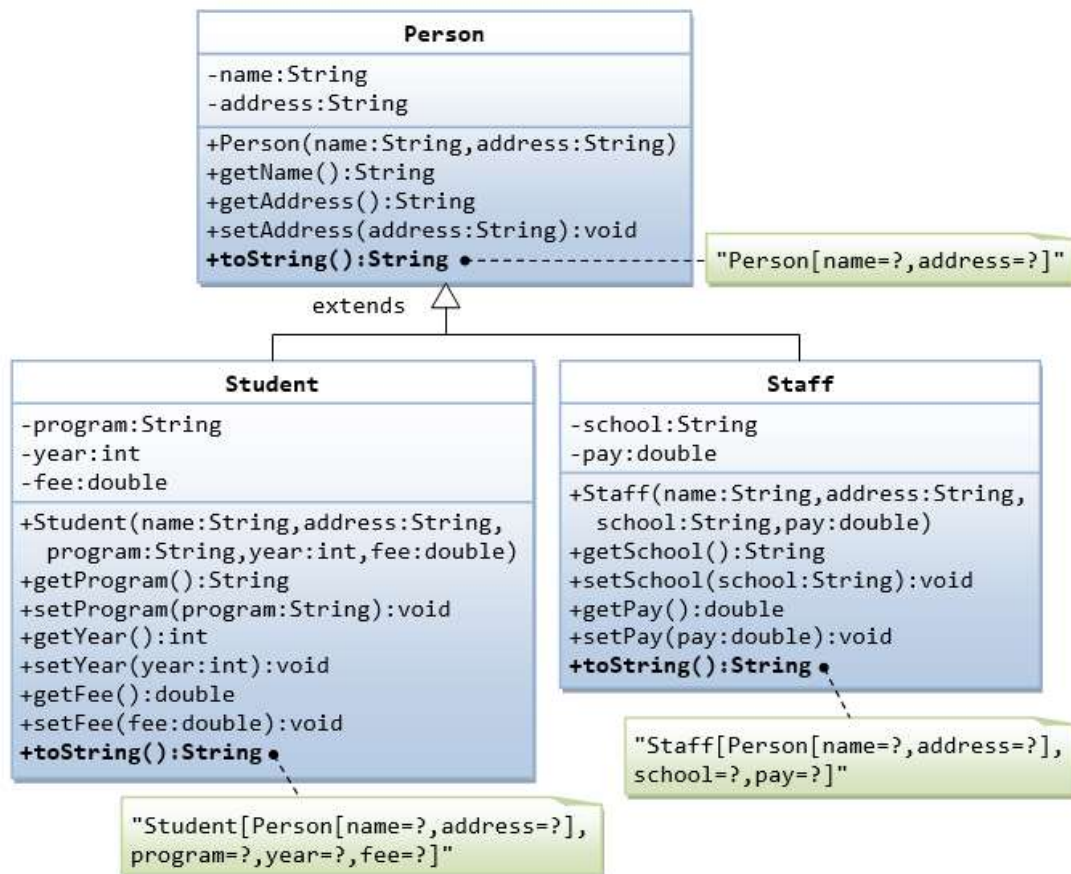 Person
-name:String
-address:String
+Person(name:String,address:String)
+getName():String
+getAddress():String
+setAddress(address:String):void
+toString():String
"Person[name=?,address=?]"
extends
Student
-program:String
-year:int
-fee:double
+Student(name:String,address:String,
program:String,year:int,fee:double)
+getProgram():String
+setProgram(program:String):void
+getYear():int
+setYear(year:int):void
+getFee():double
+setFee(fee:double):void
+toString():String
"Student[Person[name=?,address=?],
program=?,year=?,fee=?]"
Staff
-school:String
-pay:double
+Staff(name:String,address:String,
school:String,pay:double)
+getSchool():String
+setSchool(school:String):void
+getPay():double
+setPay(pay:double):void
+toString():String
"Staff[Person[name=?,address=?],
school=?,pay=?]"